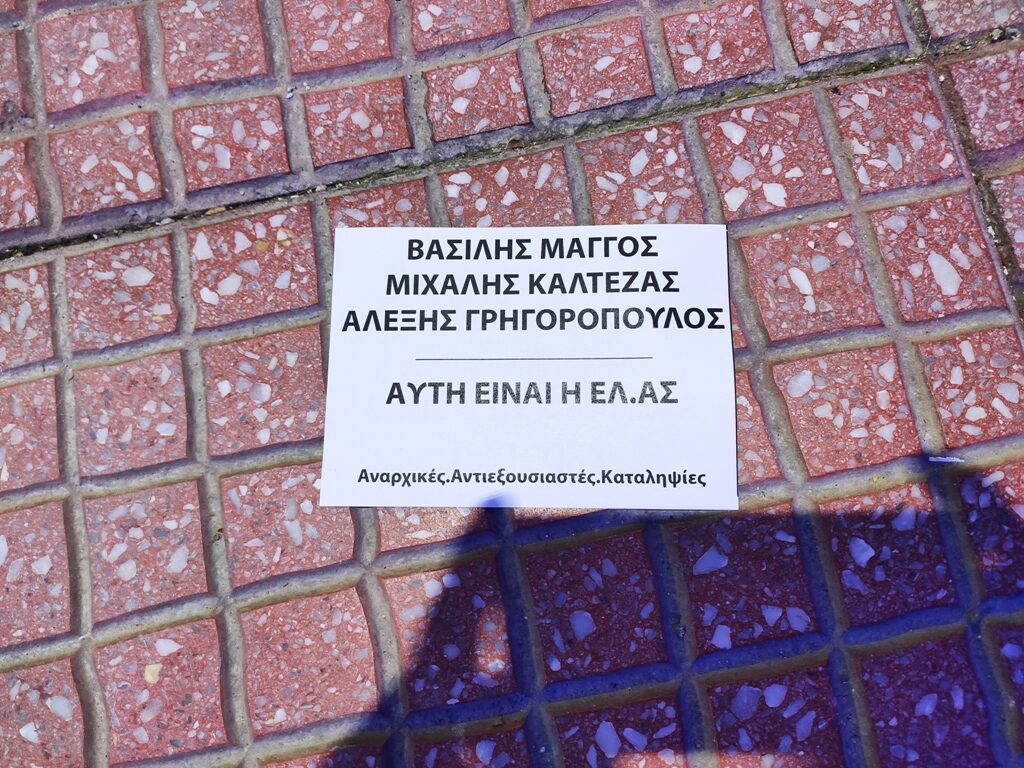 ΒΑΣΙΛΗΣ ΜΑΓΓΟΣ
ΜΙΧΑΛΗΣ ΚΑΛΤΕΖΑΣ
ΑΛΕΞΗΣ ΓΡΗΓΟΡΟΠΟΥΛΟΣ
ΑΥΤΗ ΕΙΝΑΙ Η ΕΛ.ΑΣ
Αναρχικές.Αντιεξουσιαστές.Καταληψίες